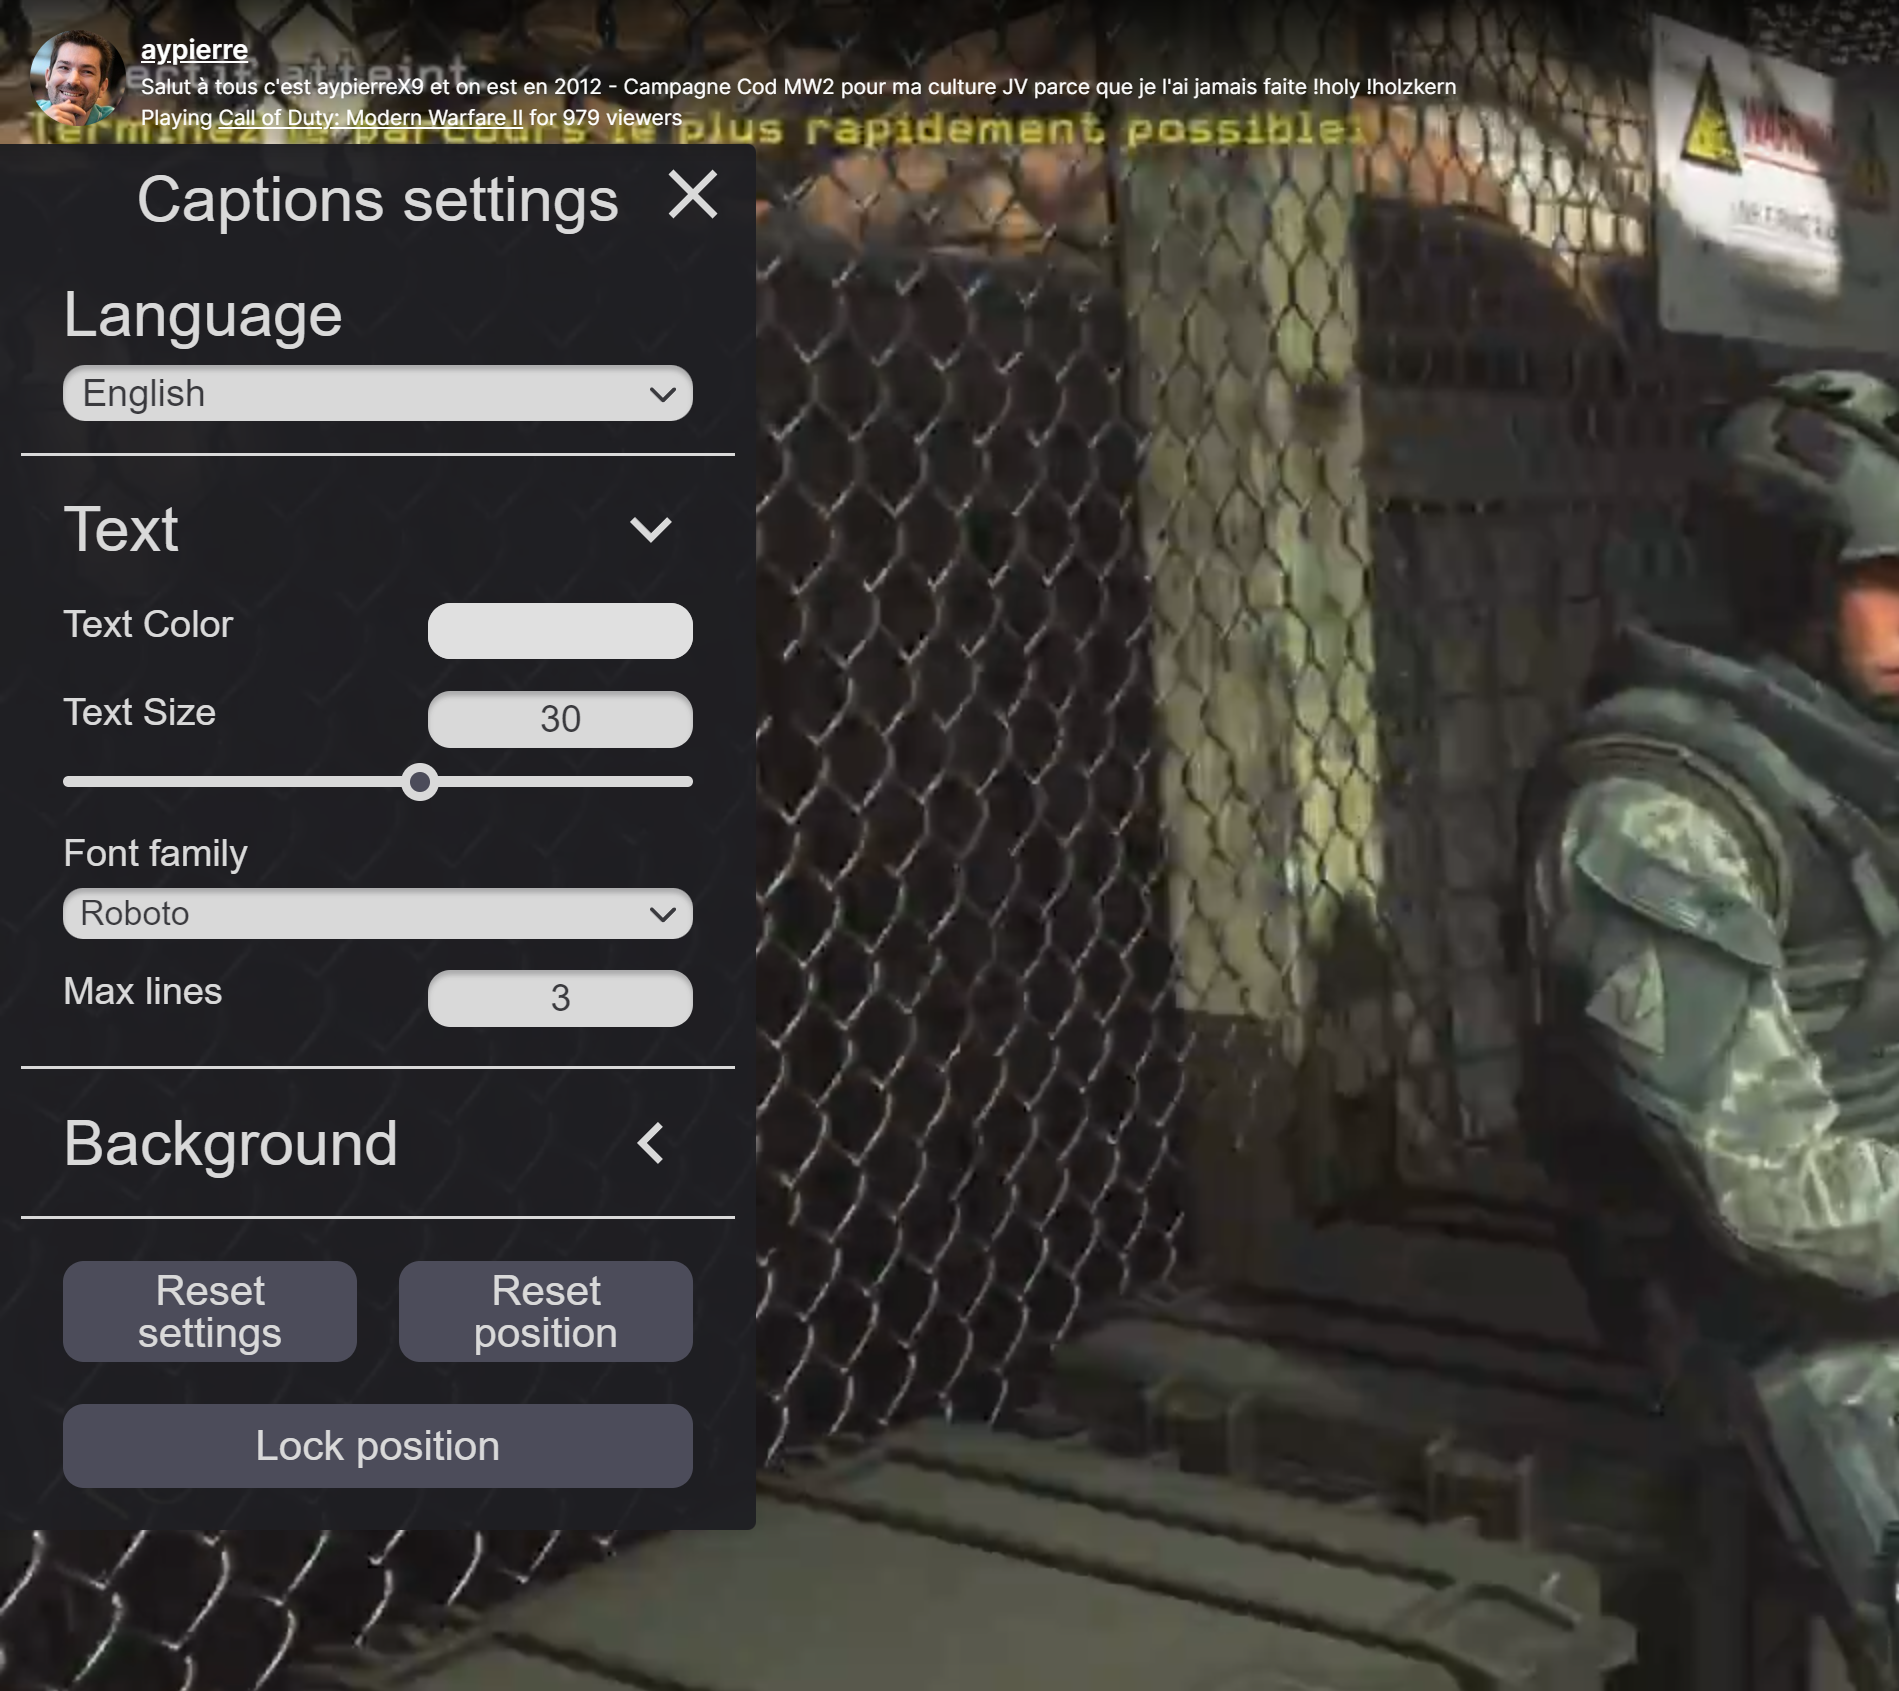 aypierre
Salut à tous c'est aypierreX9 et on est en 2012 - Campagne Cod MW2 pour ma culture JV parce que je l'ai jamais faite !holy !holzkern
Playing Call of Duty: Modern Warfare II for 979 viewers
Terminez le parcours le plus rapidement possible.
Captions settings
Language
English
Text
Text Color
Text Size
30
Font family
Roboto
Max lines
3
Background
Reset
settings
Reset
position
Lock position